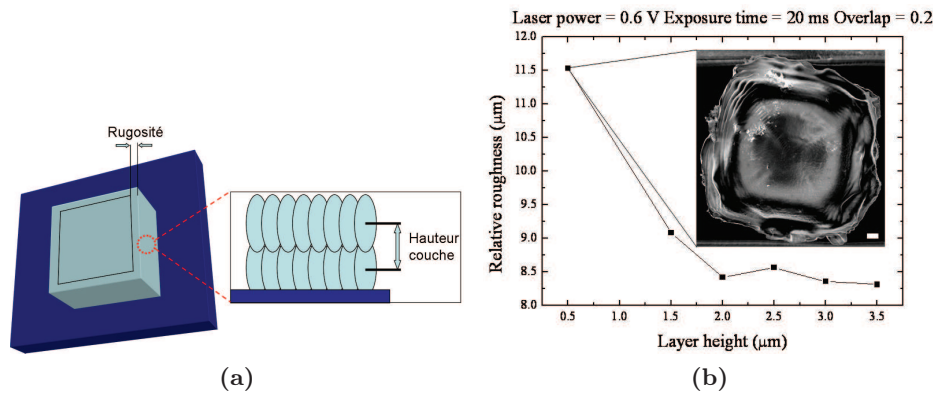 Rugosité
Hauteur
couche
(a)
Laser power = 0.6 V Exposure time = 20 ms Overlap = 0.2
Relative roughness (μm)
12.0
11.5
11.0
10.5
10.0
9.5
9.0
8.5
8.0
0.5
1.0
1.5
2.0
2.5
3.0
3.5
Layer height (μm)
(b)